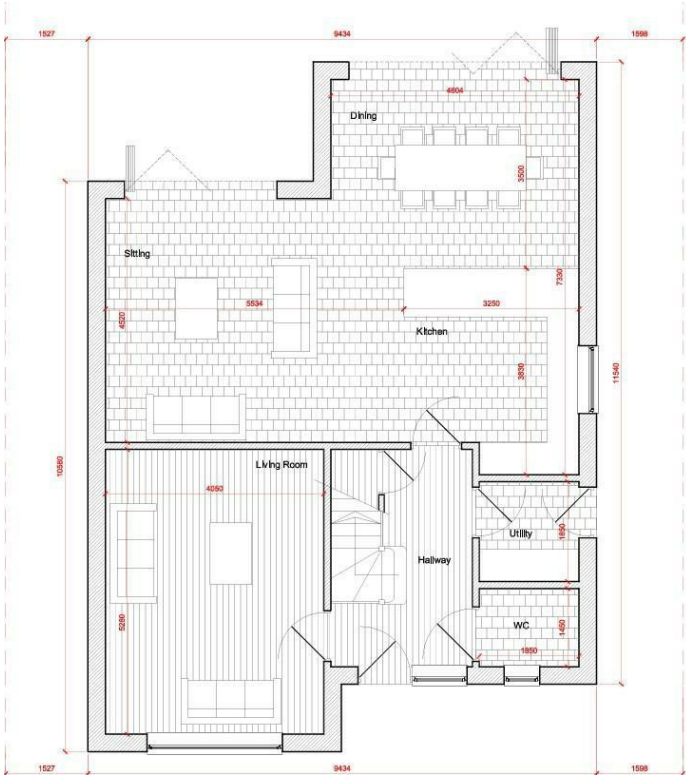 1527
9434
1598
4604
Dining
3500
Sitting
7330
5534
3250
4520
Kitchen
3830
11540
10580
Living Room
4050
Utility
1850
Hallway
5280
WC
1450
1850
1527
9434
1598